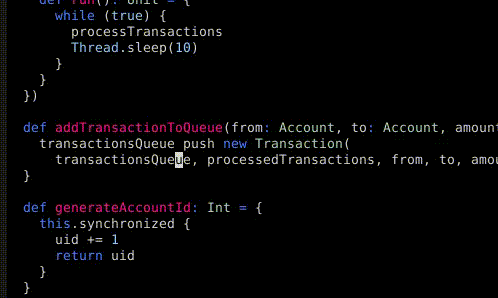 def run(): Unit = {
while (true) {
processTransactions
Thread.sleep(10)
}
}
})
def addTransactionToQueue(from: Account, to: Account, amount
transactionsQueue push new Transaction(
transactionsQueue, processedTransactions, from, to, amou
}
def generateAccountId: Int = {
this.synchronized {
uid += 1
return uid
}
}